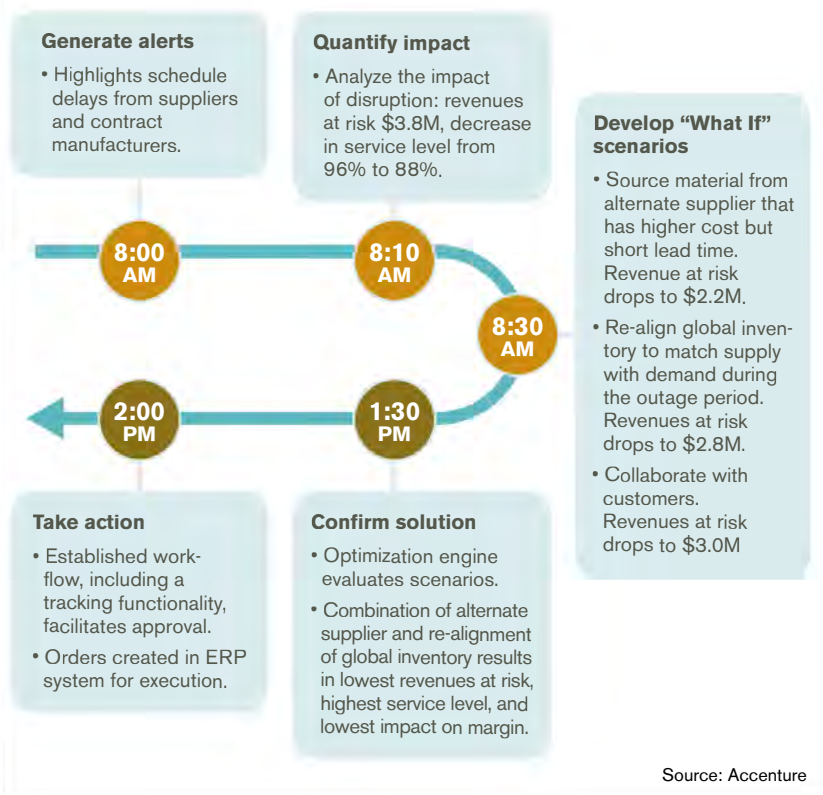 Generate alerts
• Highlights schedule
delays from suppliers
and contract
manufacturers.
Quantify impact
• Analyze the impact
of disruption: revenues
at risk $3.8M, decrease
in service level from
96% to 88%.
8:00
AM
8:10
AM
8:30
AM
Develop “What If”
scenarios
• Source material from
alternate supplier that
has higher cost but
short lead time.
Revenue at risk
drops to $2.2M.
• Re-align global inven-
tory to match supply
with demand during
the outage period.
Revenues at risk
drops to $2.8M.
• Collaborate with
customers.
Revenues at risk
drops to $3.0M
1:30
PM
2:00
PM
Confirm solution
• Optimization engine
evaluates scenarios.
• Combination of alternate
supplier and re-alignment
of global inventory results
in lowest revenues at risk,
highest service level, and
lowest impact on margin.
Take action
• Established work-
flow, including a
tracking functionality,
facilitates approval.
• Orders created in ERP
system for execution.
Source: Accenture